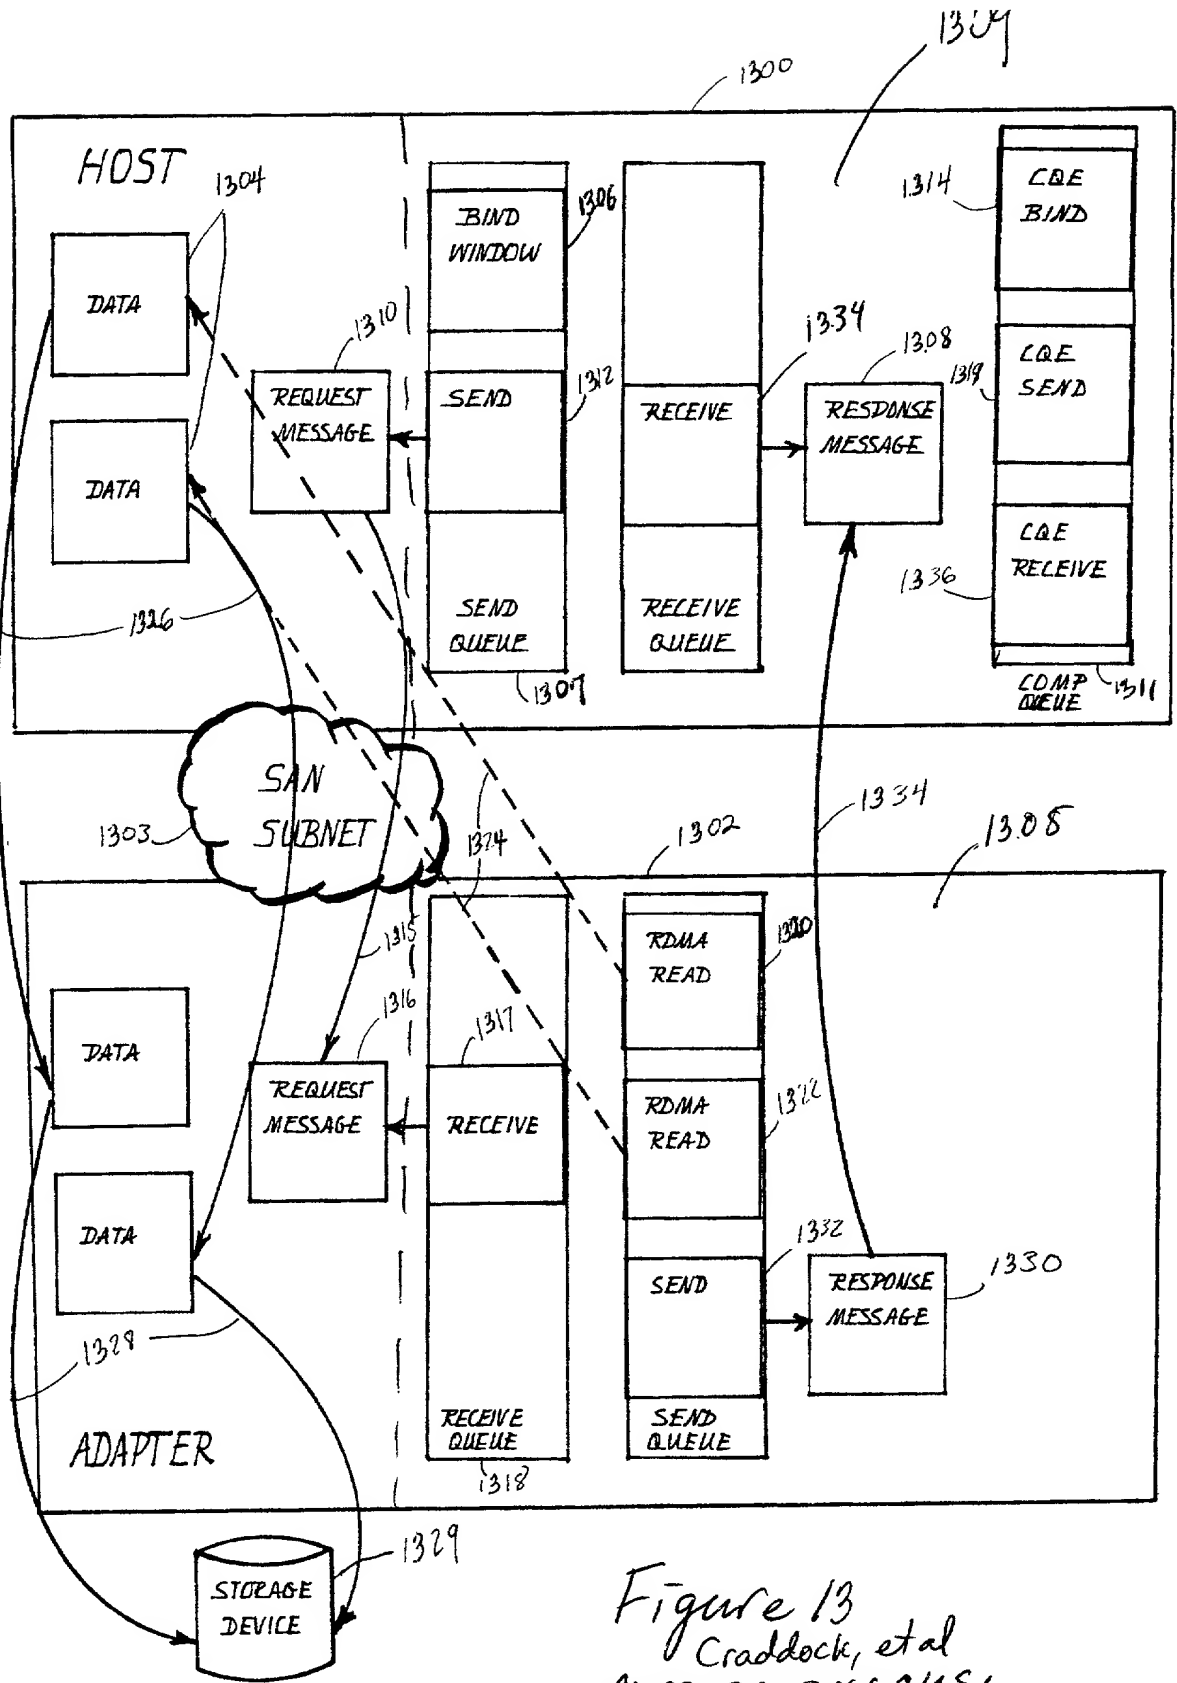 1309
1300
HOST
1304
DATA
DATA
1310
REQUEST
MESSAGE
BIND
WINDOW
1306
SEND
1312
SEND
QUEUE
1307
RECEIVE
1334
RECEIVE
QUEUE
1308
RESPONSE
MESSAGE
1314
CQE
BIND
1319
CQE
SEND
1336
CQE
RECEIVE
COMP
QUEUE
1311
1326
SAN
SUBNET
1303
1324
1334
1302
1308
1315
1316
REQUEST
MESSAGE
1317
RECEIVE
RECEIVE
QUEUE
1318
RDMA
READ
1320
RDMA
READ
1322
SEND
1332
SEND
QUEUE
RESPONSE
MESSAGE
1330
DATA
DATA
1328
ADAPTER
1329
STORAGE
DEVICE
Figure 13
Craddock, et al